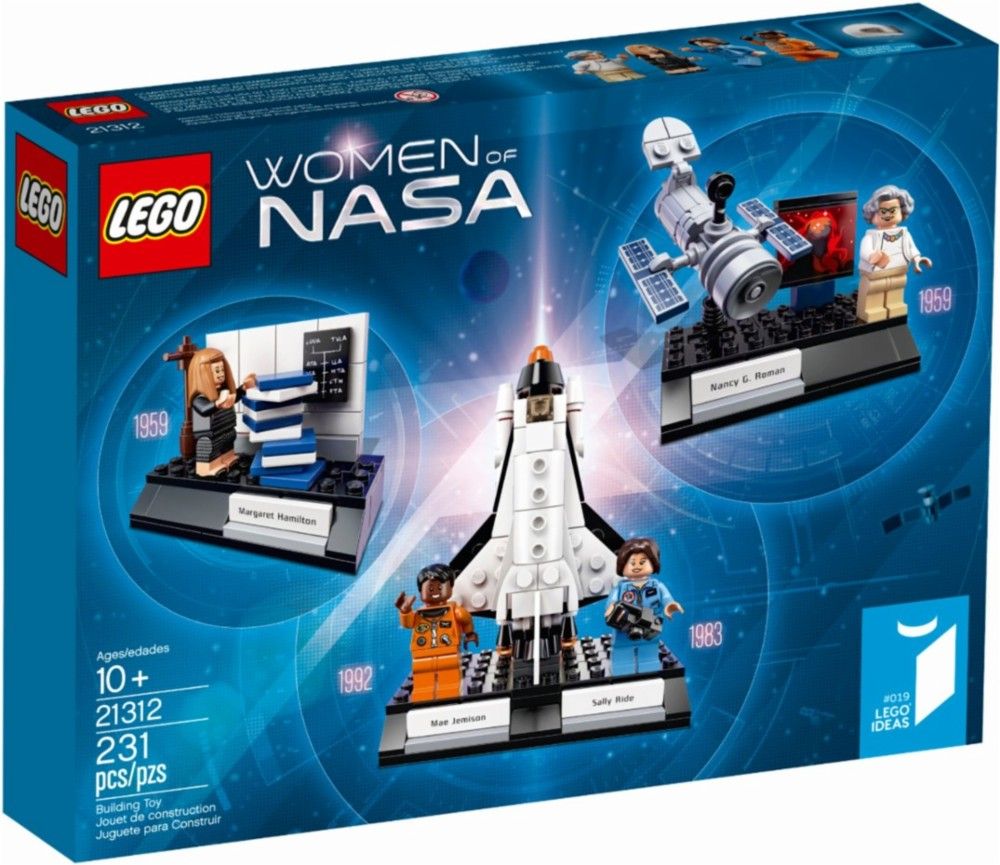 LEGO
21312
LEGO
LEGO
WOMEN OF
NASA
1959
Nancy G. Roman
1959
Margaret Hamilton
1992
1983
Mae Jemison
Sally Ride
Ages/edades
10+
21312
231
pcs/pzs
Building Toy
Jouet de construction
Juguete para Construir
#019
LEGO
IDEAS